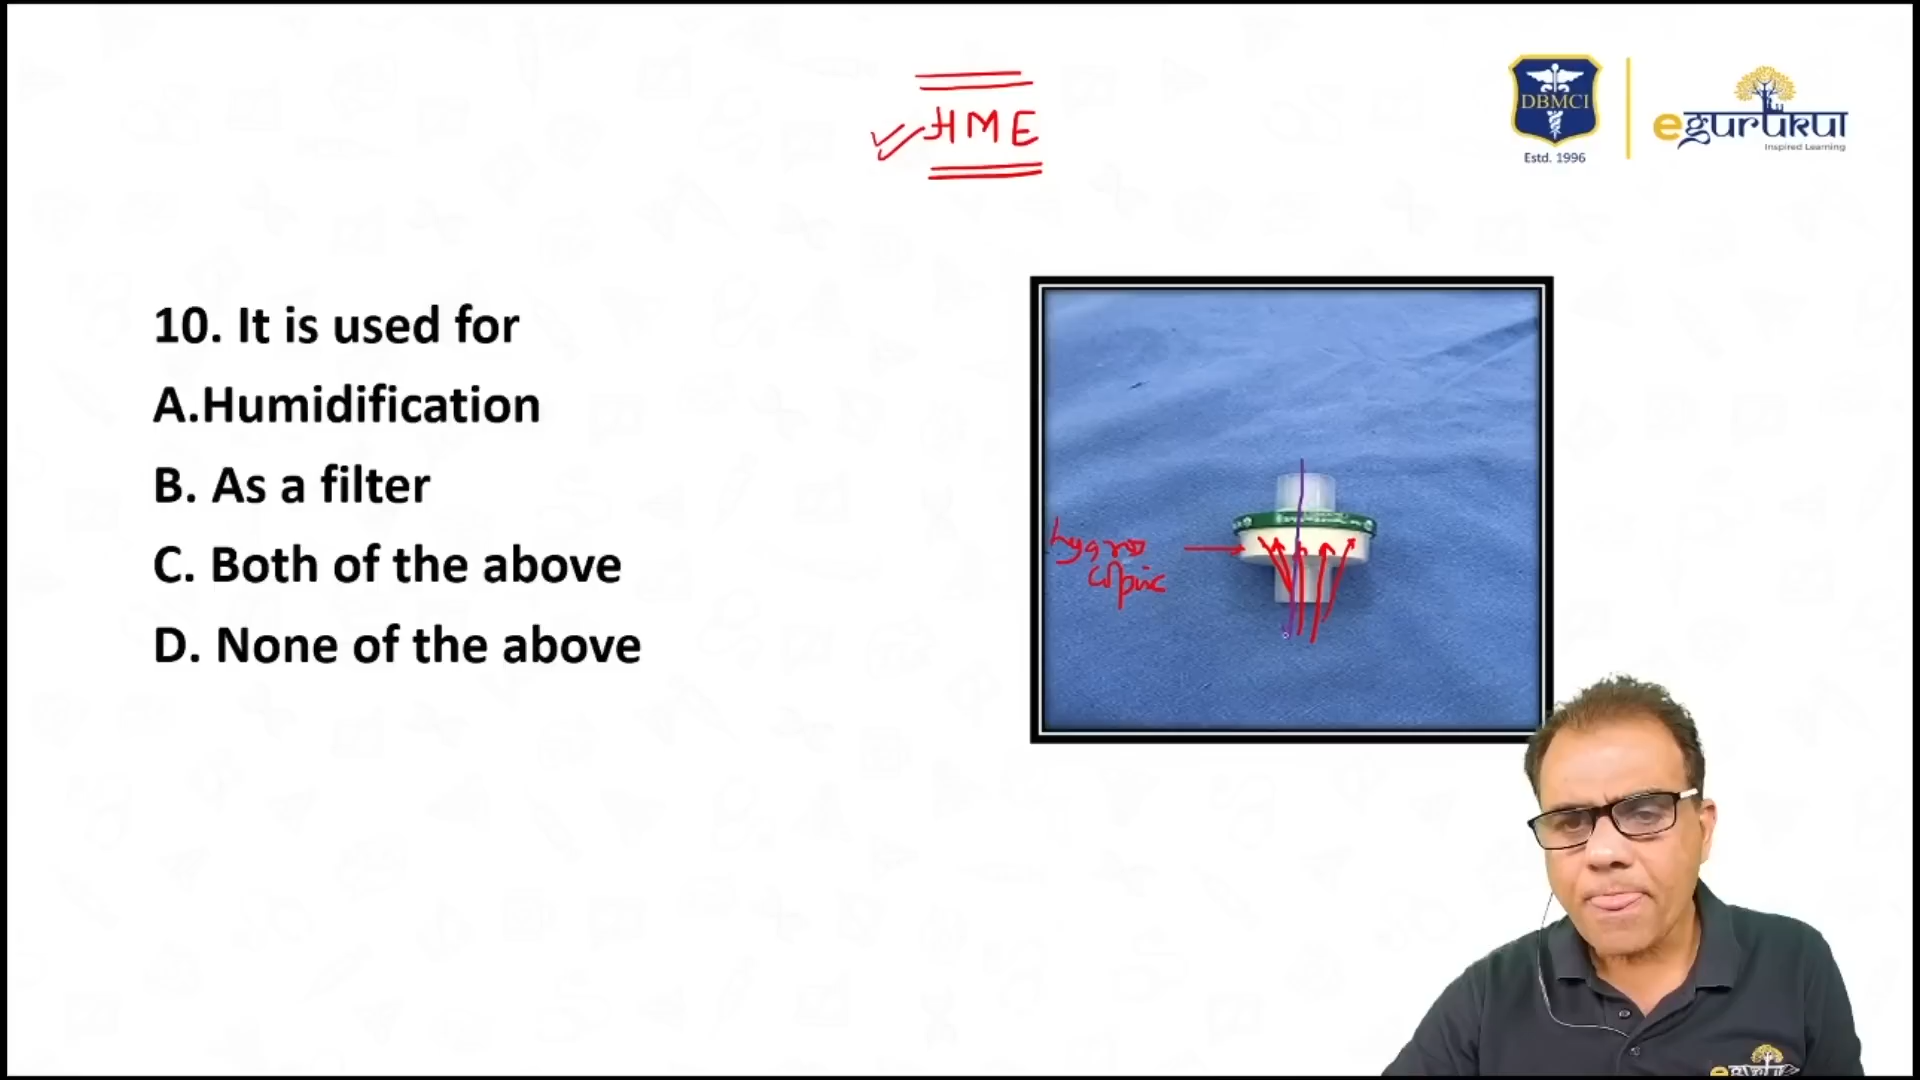 HME
DBMCI
Estd. 1996
eGurukul
Inspired Learning
10. It is used for
A.Humidification
B. As a filter
C. Both of the above
D. None of the above
hygro